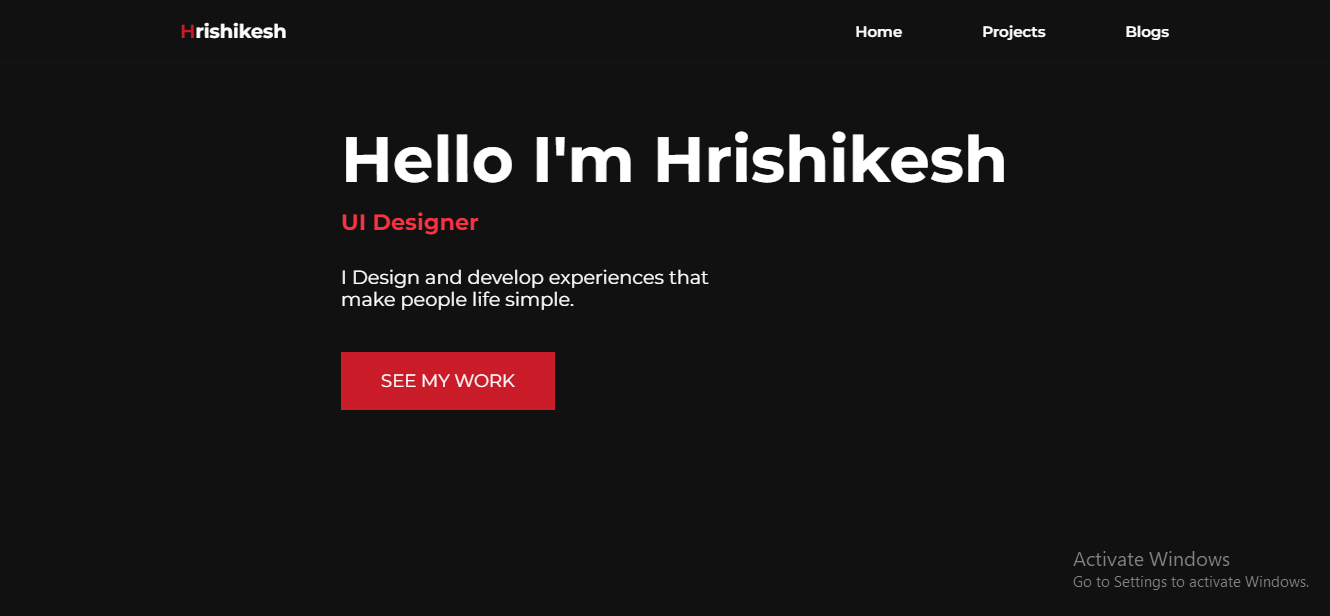 Hrishikesh
Home
Projects
Blogs
Hello I'm Hrishikesh
UI Designer
I Design and develop experiences that
make people life simple.
SEE MY WORK
Activate Windows
Go to Settings to activate Windows.